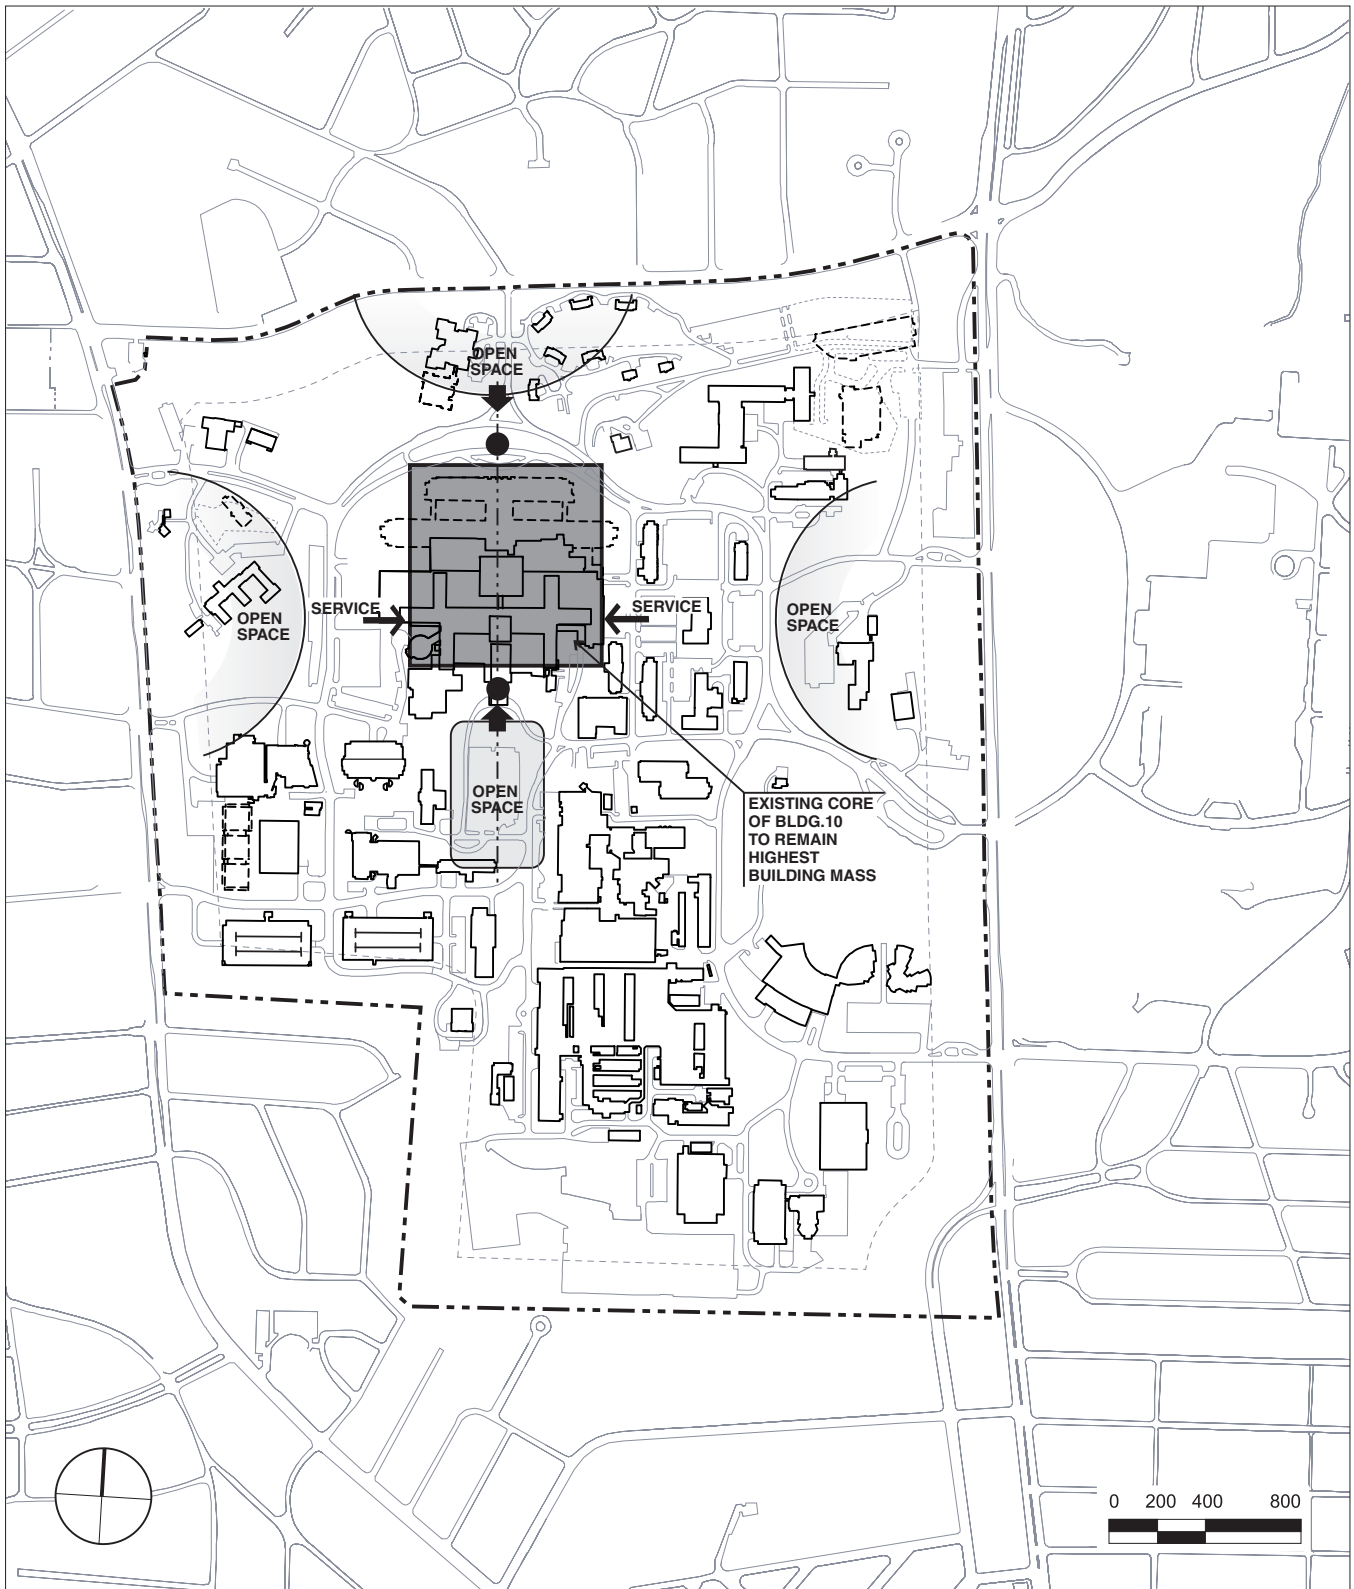 OPEN
SPACE
SERVICE
SERVICE
OPEN
SPACE
OPEN
SPACE
OPEN
SPACE
EXISTING CORE
OF BLDG.10
TO REMAIN
HIGHEST
BUILDING MASS
0 200 400 800